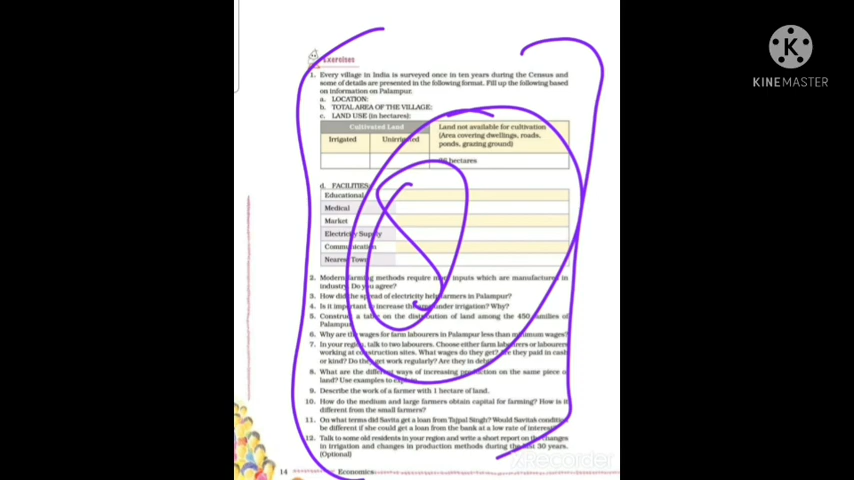 K
KINEMASTER
Exercises
1. Every village in India is surveyed once in ten years during the Census and
some of details are presented in the following format. Fill up the following based
on information on Palampur.
a. LOCATION:
b. TOTAL AREA OF THE VILLAGE:
c. LAND USE (in hectares):
Cultivated Land
Land not available for cultivation
(Area covering dwellings, roads,
ponds, grazing ground)
Irrigated Unirrigated
hectares
d. FACILITIES:
Educational
Medical
Market
Electricity Supply
Communication
Nearest Town
2. Modern farming methods require more inputs which are manufactured in
industry. Do you agree?
3. How did the spread of electricity help farmers in Palampur?
4. Is it important to increase the area under irrigation? Why?
5. Construct a table on the distribution of land among the 450 families of
Palampur.
6. Why are the wages for farm labourers in Palampur less than minimum wages?
7. In your region, talk to two labourers. Choose either farm labourers or labourers
working at construction sites. What wages do they get? Are they paid in cash
or kind? Do they get work regularly? Are they in debt?
8. What are the different ways of increasing production on the same piece of
land? Use examples to explain.
9. Describe the work of a farmer with 1 hectare of land.
10. How do the medium and large farmers obtain capital for farming? How is it
different from the small farmers?
11. On what terms did Savita get a loan from Tajpal Singh? Would Savita's condition
be different if she could get a loan from the bank at a low rate of interest?
12. Talk to some old residents in your region and write a short report on the changes
in irrigation and changes in production methods during the last 30 years.
(Optional)
14 Economics
XRecorder